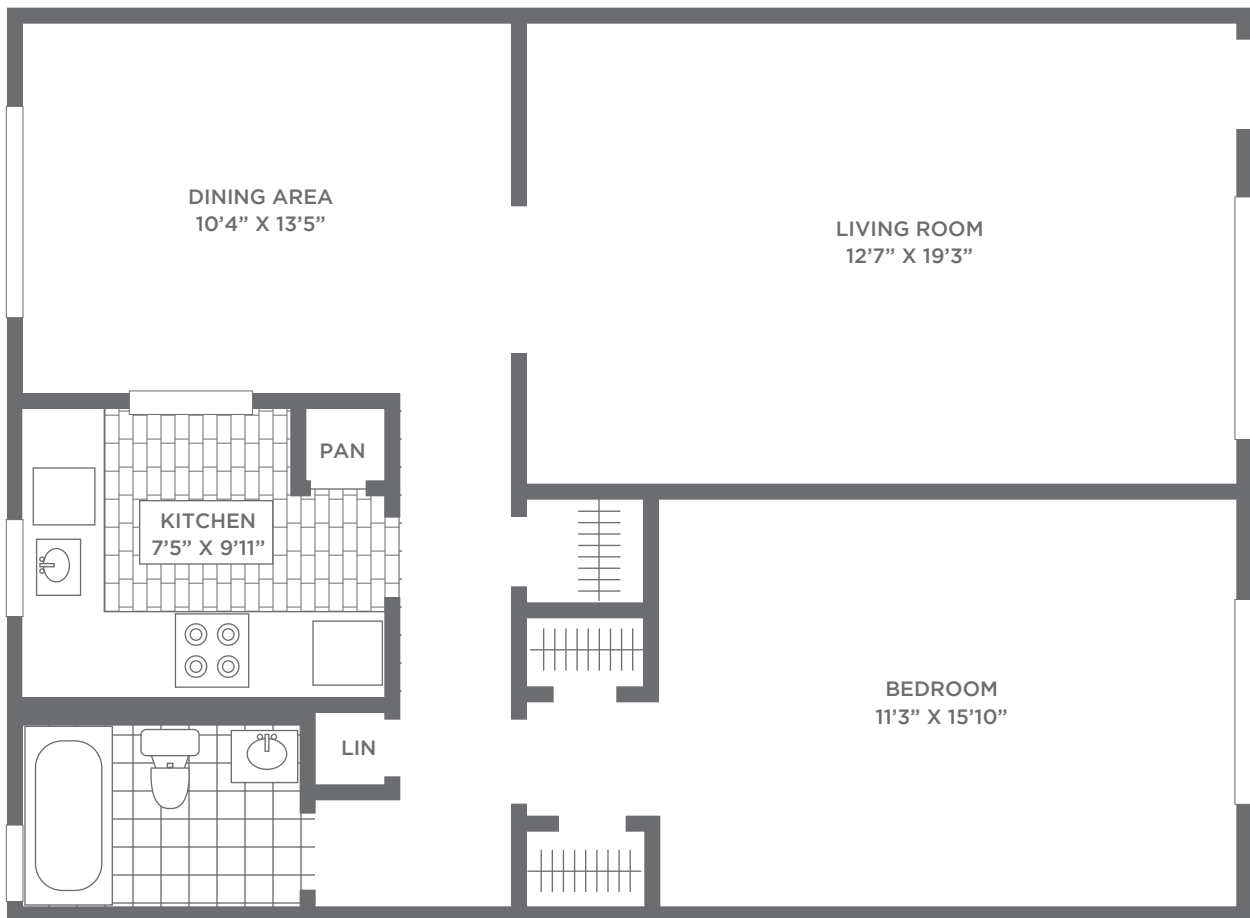 DINING AREA
10’4” X 13’5”
LIVING ROOM
12’7” X 19’3”
PAN
KITCHEN
7’5” X 9’11”
BEDROOM
11’3” X 15’10”
LIN